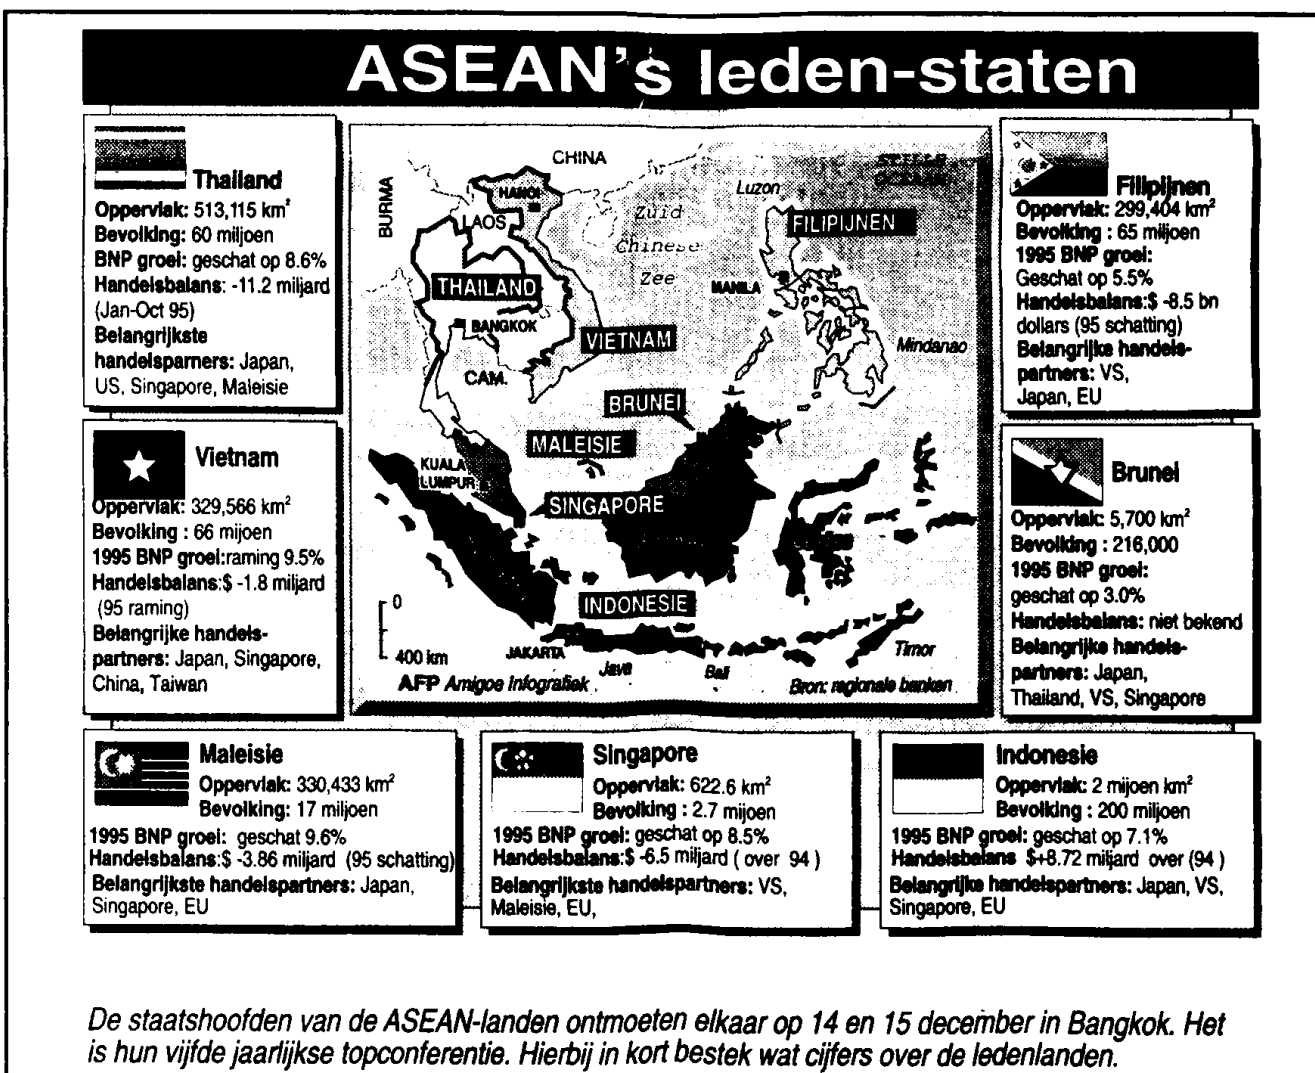 ASEAN's leden-staten
Thailand
Oppervlak: 513,115 km²
Bevolking: 60 miljoen
BNP groei: geschat op 8.6%
Handelsbalans: -11.2 miljard
(Jan-Oct 95)
Belangrijkste
handelsparners: Japan,
US, Singapore, Maleisie
Vietnam
Oppervlak: 329,566 km²
Bevolking : 66 mijoen
1995 BNP groei:raming 9.5%
Handelsbalans:$ -1.8 miljard
(95 raming)
Belangrijke handels-
partners: Japan, Singapore,
China, Taiwan
CHINA
BURMA
HANOI
LAOS
Zuid
Chinese
Zee
STILLE
OCEAAN
Luzon
FILIPIJNEN
THAILAND
MANILA
BANGKOK
VIETNAM
Mindanao
CAM.
BRUNEI
MALEISIE
KUALA
LUMPUR
SINGAPORE
INDONESIE
0
400 km
JAKARTA
Java
Bali
Timor
AFP Amigoe Infografiek
Bron: regionale banken
Filipijnen
Oppervlak: 299,404 km²
Bevolking : 65 miljoen
1995 BNP groei:
Geschat op 5.5%
Handelsbalans:$ -8.5 bn
dollars (95 schatting)
Belangrijke handels-
partners: VS,
Japan, EU
Brunei
Oppervlak: 5,700 km²
Bevolking : 216,000
1995 BNP groei:
geschat op 3.0%
Handelsbalans: niet bekend
Belangrijke handels-
partners: Japan,
Thailand, VS, Singapore
Maleisie
Oppervlak: 330,433 km²
Bevolking: 17 miljoen
1995 BNP groei: geschat 9.6%
Handelsbalans:$ -3.86 miljard (95 schatting)
Belangrijkste handelspartners: Japan,
Singapore, EU
Singapore
Oppervlak: 622.6 km²
Bevolking : 2.7 mijoen
1995 BNP groei: geschat op 8.5%
Handelsbalans:$ -6.5 miljard ( over 94 )
Belangrijkste handelspartners: VS,
Maleisie, EU,
Indonesie
Oppervlak: 2 mijoen km²
Bevolking : 200 miljoen
1995 BNP groei: geschat op 7.1%
Handelsbalans $+8.72 miljard over (94 )
Belangrijke handelspartners: Japan, VS,
Singapore, EU
De staatshoofden van de ASEAN-landen ontmoeten elkaar op 14 en 15 december in Bangkok. Het
is hun vijfde jaarlijkse topconferentie. Hierbij in kort bestek wat cijfers over de ledenlanden.